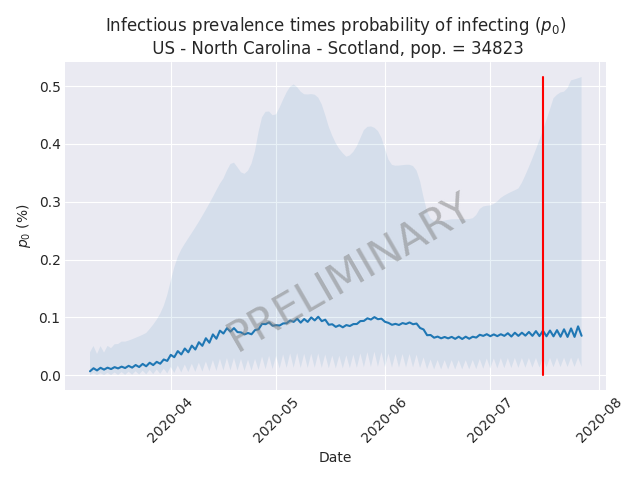 Infectious prevalence times probability of infecting (p₀)
US - North Carolina - Scotland, pop. = 34823
0.5
0.4
0.3
0.2
0.1
0.0
p₀ (%)
PRELIMINARY
2020-04
2020-05
2020-06
2020-07
2020-08
Date